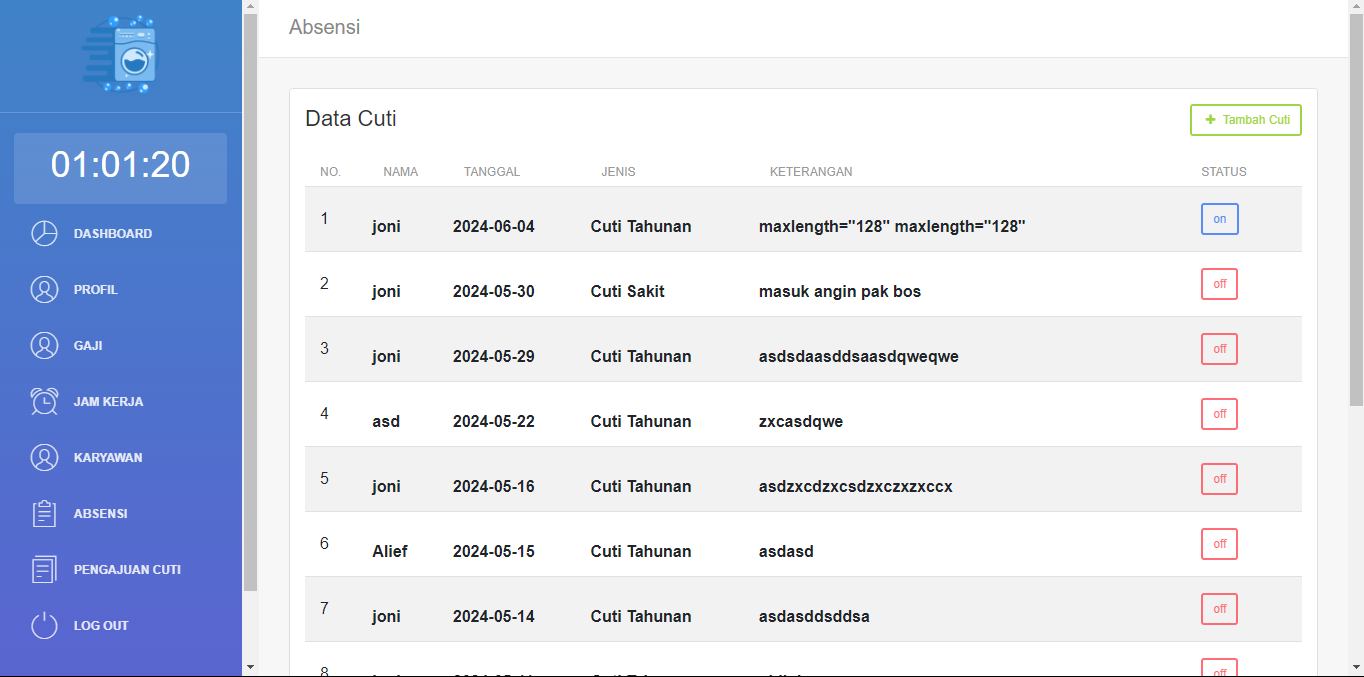 Absensi
01:01:20
DASHBOARD
PROFIL
GAJI
JAM KERJA
KARYAWAN
ABSENSI
PENGAJUAN CUTI
LOG OUT
Data Cuti
+ Tambah Cuti
NO. NAMA TANGGAL JENIS KETERANGAN STATUS
1 joni 2024-06-04 Cuti Tahunan maxlength="128" maxlength="128" on
2 joni 2024-05-30 Cuti Sakit masuk angin pak bos off
3 joni 2024-05-29 Cuti Tahunan asdsdaasddsaasdqweqwe off
4 asd 2024-05-22 Cuti Tahunan zxcasdqwe off
5 joni 2024-05-16 Cuti Tahunan asdzxcdzxcsdzxczxzxccx off
6 Alief 2024-05-15 Cuti Tahunan asdasd off
7 joni 2024-05-14 Cuti Tahunan asdasddsddsa off
8 off